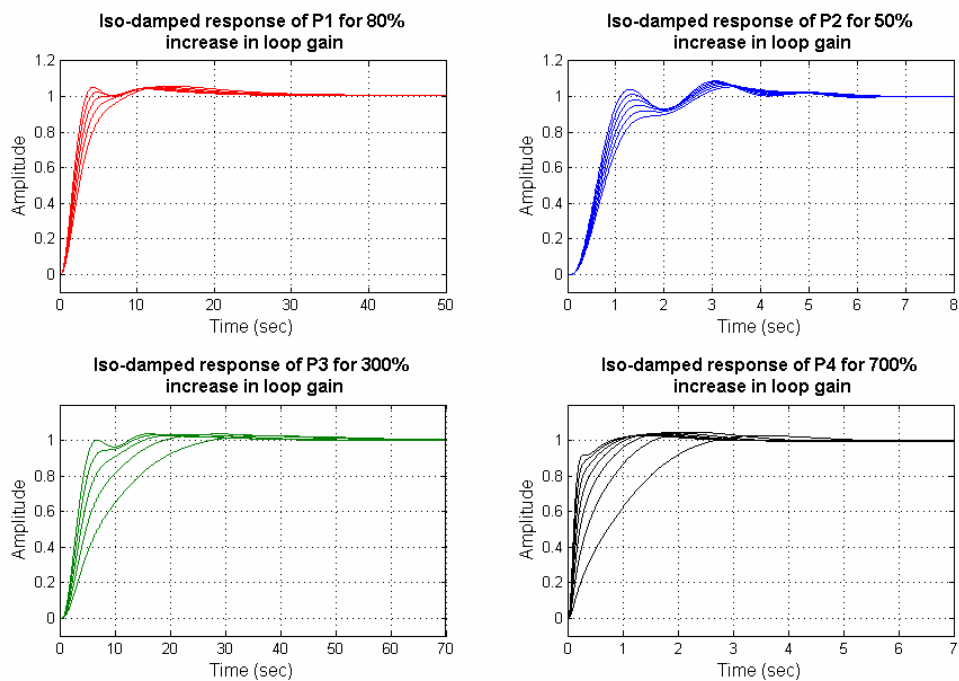 Iso-damped response of P1 for 80%
increase in loop gain
1.2
1
0.8
0.6
0.4
0.2
0
Amplitude
0 10 20 30 40 50
Time (sec)
Iso-damped response of P2 for 50%
increase in loop gain
1.2
1
0.8
0.6
0.4
0.2
0
Amplitude
0 1 2 3 4 5 6 7 8
Time (sec)
Iso-damped response of P3 for 300%
increase in loop gain
1
0.8
0.6
0.4
0.2
0
Amplitude
0 10 20 30 40 50 60 70
Time (sec)
Iso-damped response of P4 for 700%
increase in loop gain
1
0.8
0.6
0.4
0.2
0
Amplitude
0 1 2 3 4 5 6 7
Time (sec)